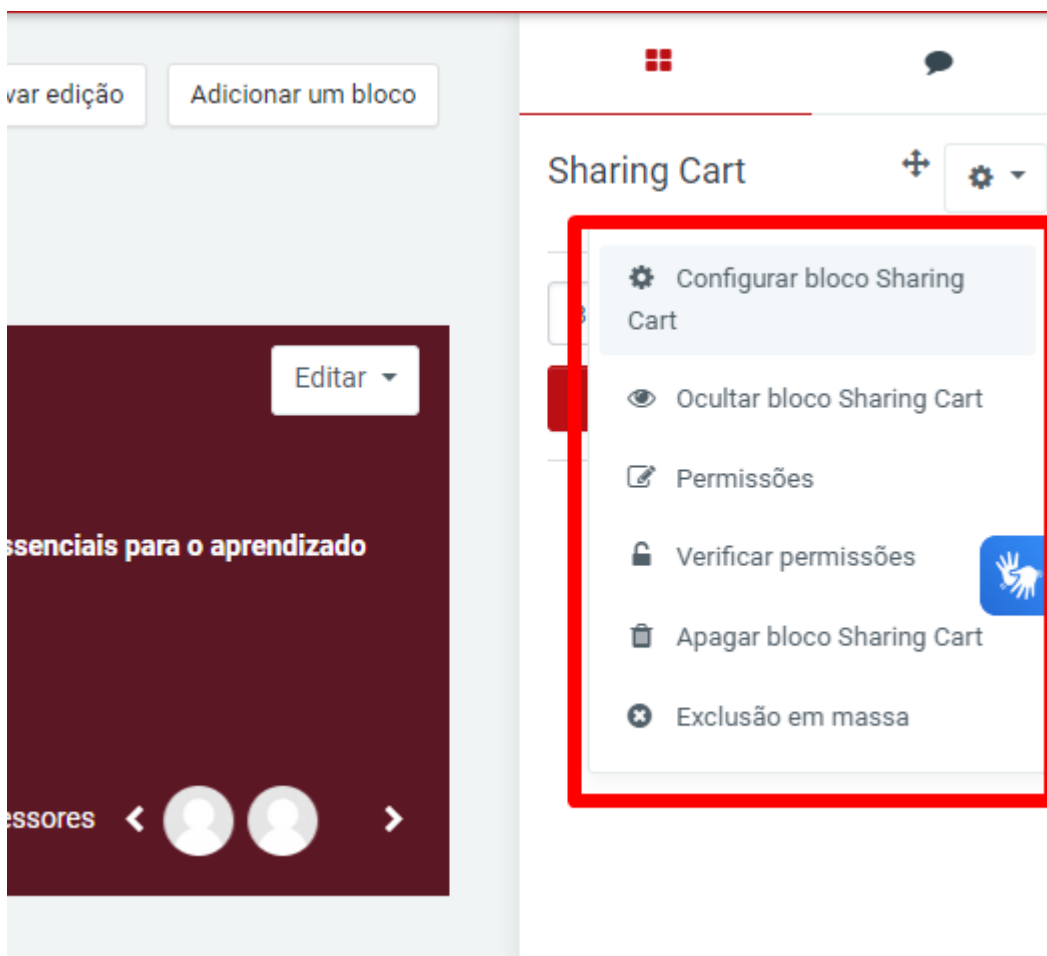 var edição
Adicionar um bloco
Sharing Cart
Configurar bloco Sharing
Cart
Ocultar bloco Sharing Cart
Permissões
Verificar permissões
Apagar bloco Sharing Cart
Exclusão em massa
Editar
ssenciais para o aprendizado
essores